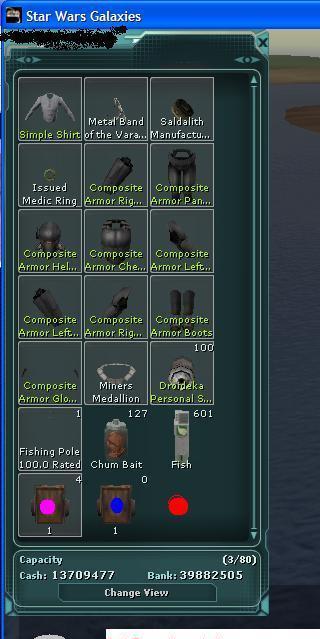 Star Wars Galaxies
Simple Shirt
Metal Band of the Vara...
Saldalith Manufactu...
Issued Medic Ring
Composite Armor Rig...
Composite Armor Pan...
Composite Armor Hel...
Composite Armor Che...
Composite Armor Left...
Composite Armor Left...
Composite Armor Rig...
Composite Armor Boots
Composite Armor Glo...
Miners Medallion
100
Droideka Personal S...
1
Fishing Pole 100.0 Rated
127
Chum Bait
601
Fish
4
1
0
1
Capacity
(3/80)
Cash: 13709477
Bank: 39882505
Change View